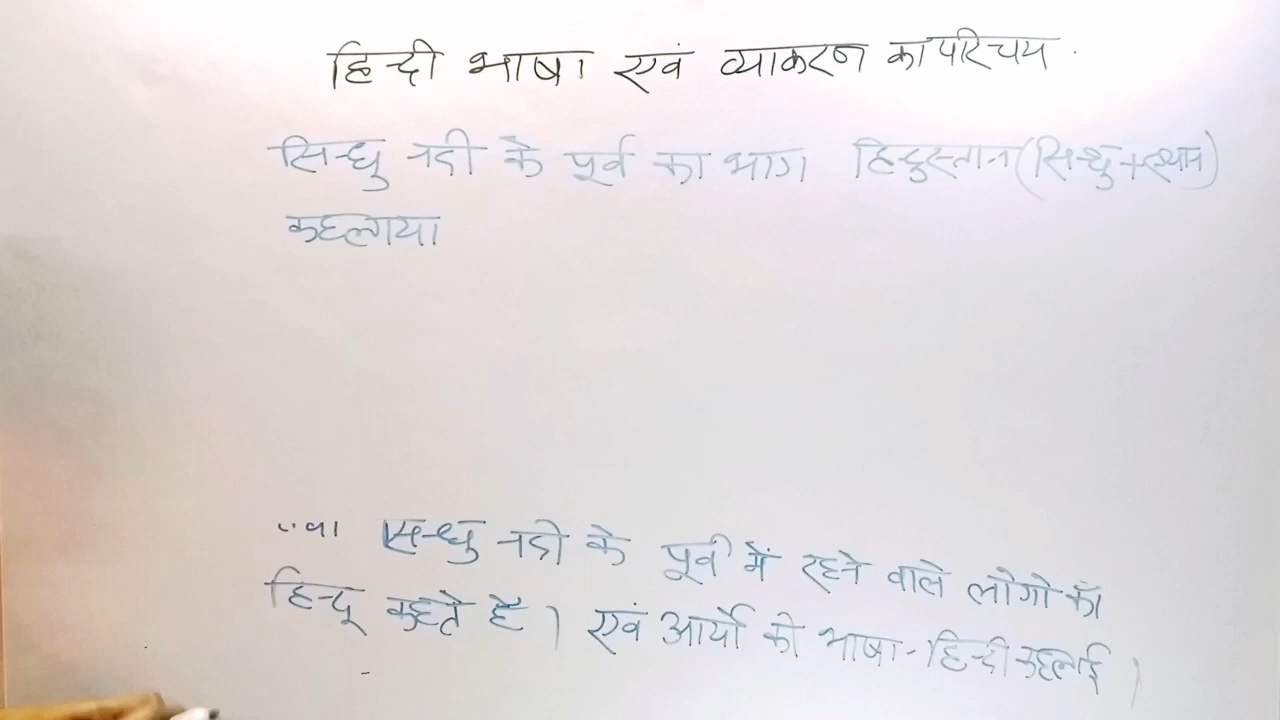 हिन्दी भाषा एवं व्याकरण का परिचय.
सिन्धु नदी के पूर्व का भाग हिन्दुस्तान (सिन्धु + स्थान)
कहलाया
सिन्धु नदी के पूर्व में रहने वाले लोगो को
हिन्दू कहते हैं। एवं आर्यों की भाषा - हिन्दी कहलाई।